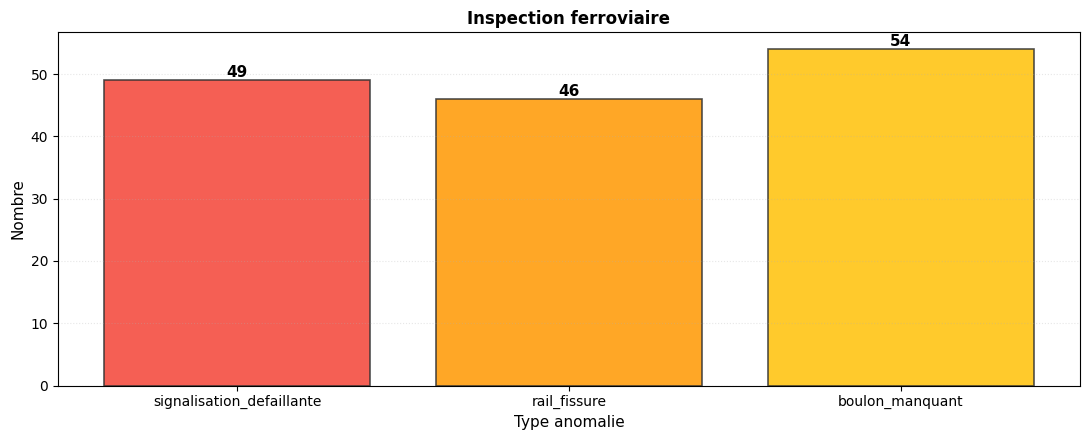 Inspection ferroviaire
Nombre
50
40
30
20
10
0
49
46
54
signalisation_defaillante
rail_fissure
boulon_manquant
Type anomalie